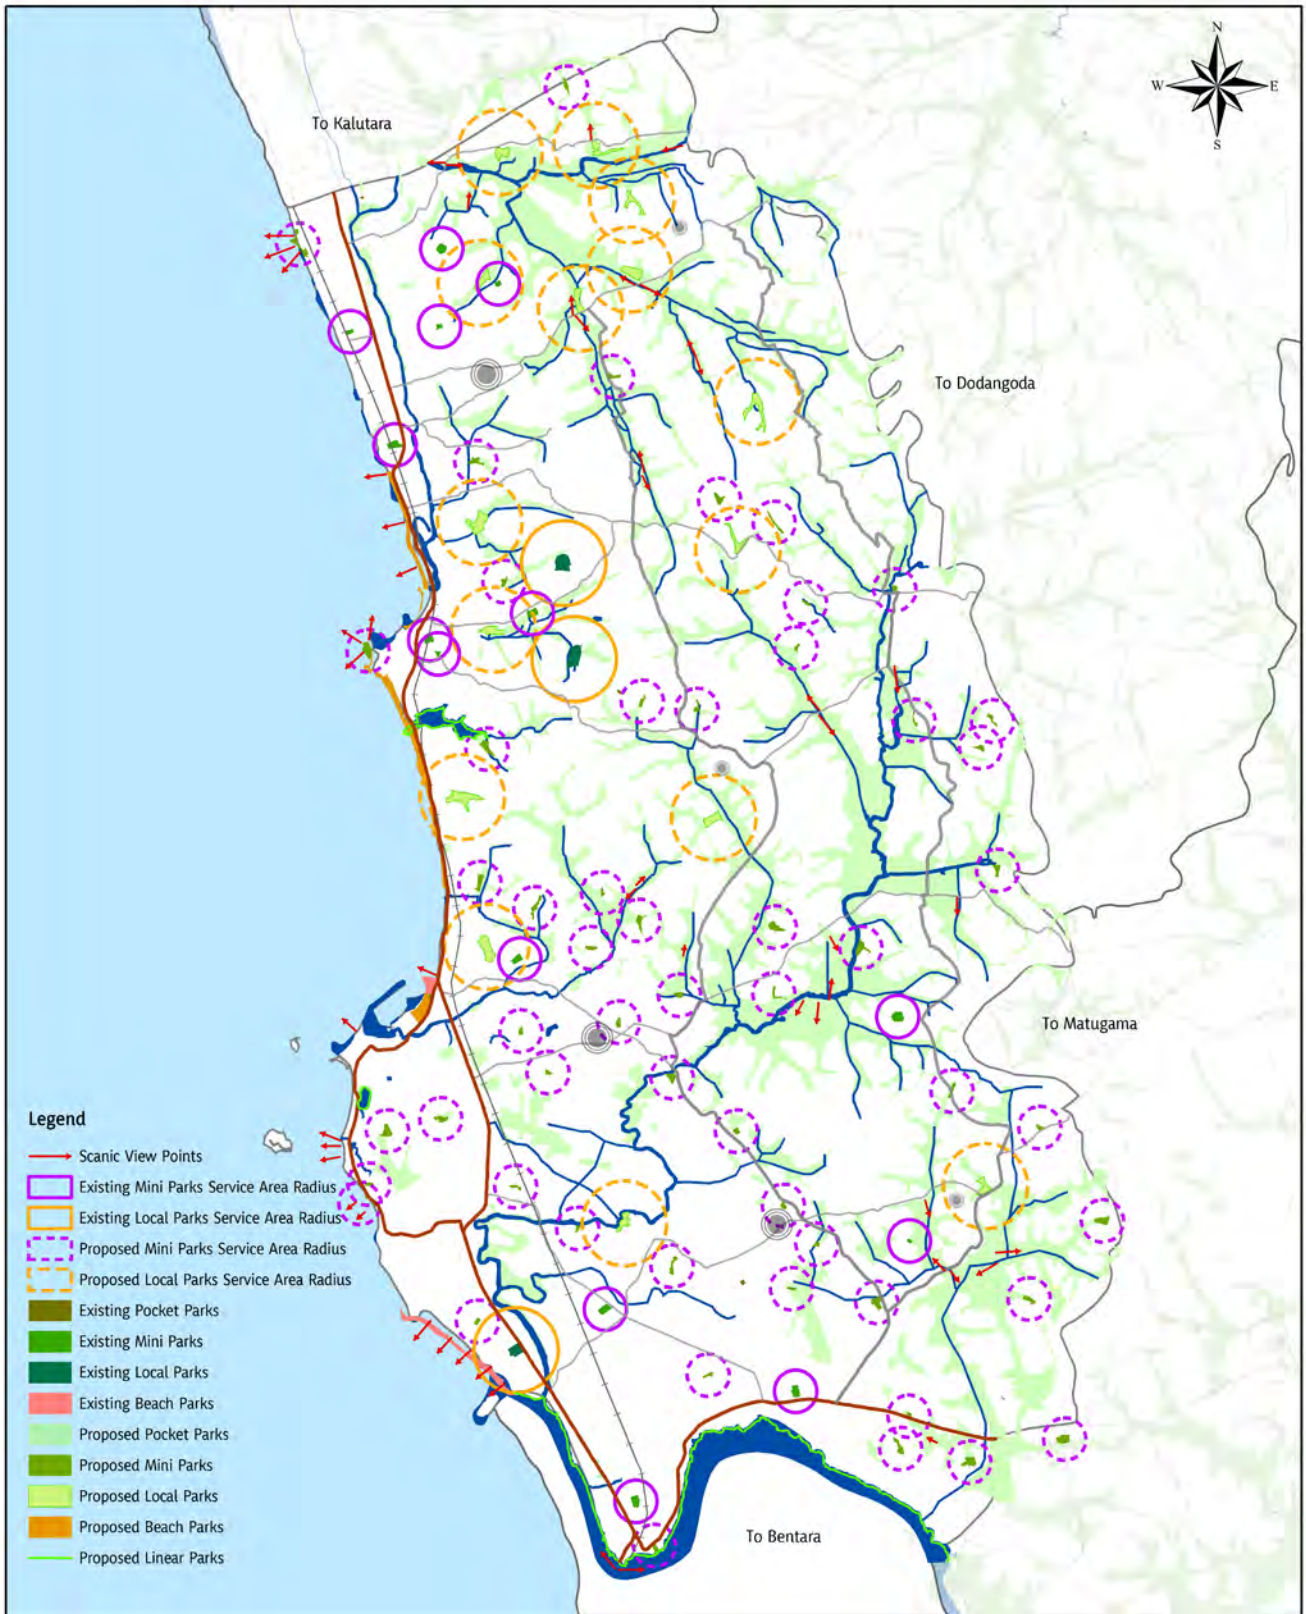 N
W
E
S
To Kalutara
To Dodangoda
To Matugama
To Bentara
Legend
Scanic View Points
Existing Mini Parks Service Area Radius
Existing Local Parks Service Area Radius
Proposed Mini Parks Service Area Radius
Proposed Local Parks Service Area Radius
Existing Pocket Parks
Existing Mini Parks
Existing Local Parks
Existing Beach Parks
Proposed Pocket Parks
Proposed Mini Parks
Proposed Local Parks
Proposed Beach Parks
Proposed Linear Parks